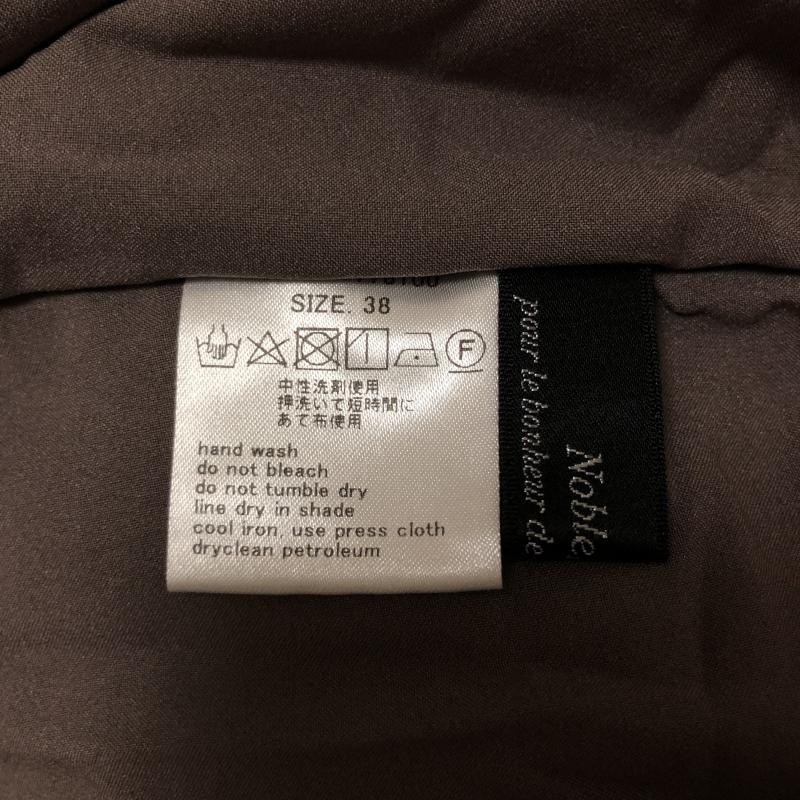 SIZE. 38
F
中性洗剤使用
押洗いで短時間に
あて布使用
hand wash
do not bleach
do not tumble dry
line dry in shade
cool iron, use press cloth
dryclean petroleum
Noble
pour le bonheur de